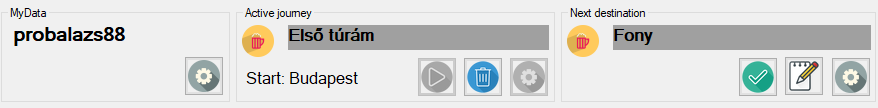 MyData
probalazs88
Active journey
Első túrám
Start: Budapest
Next destination
Fony